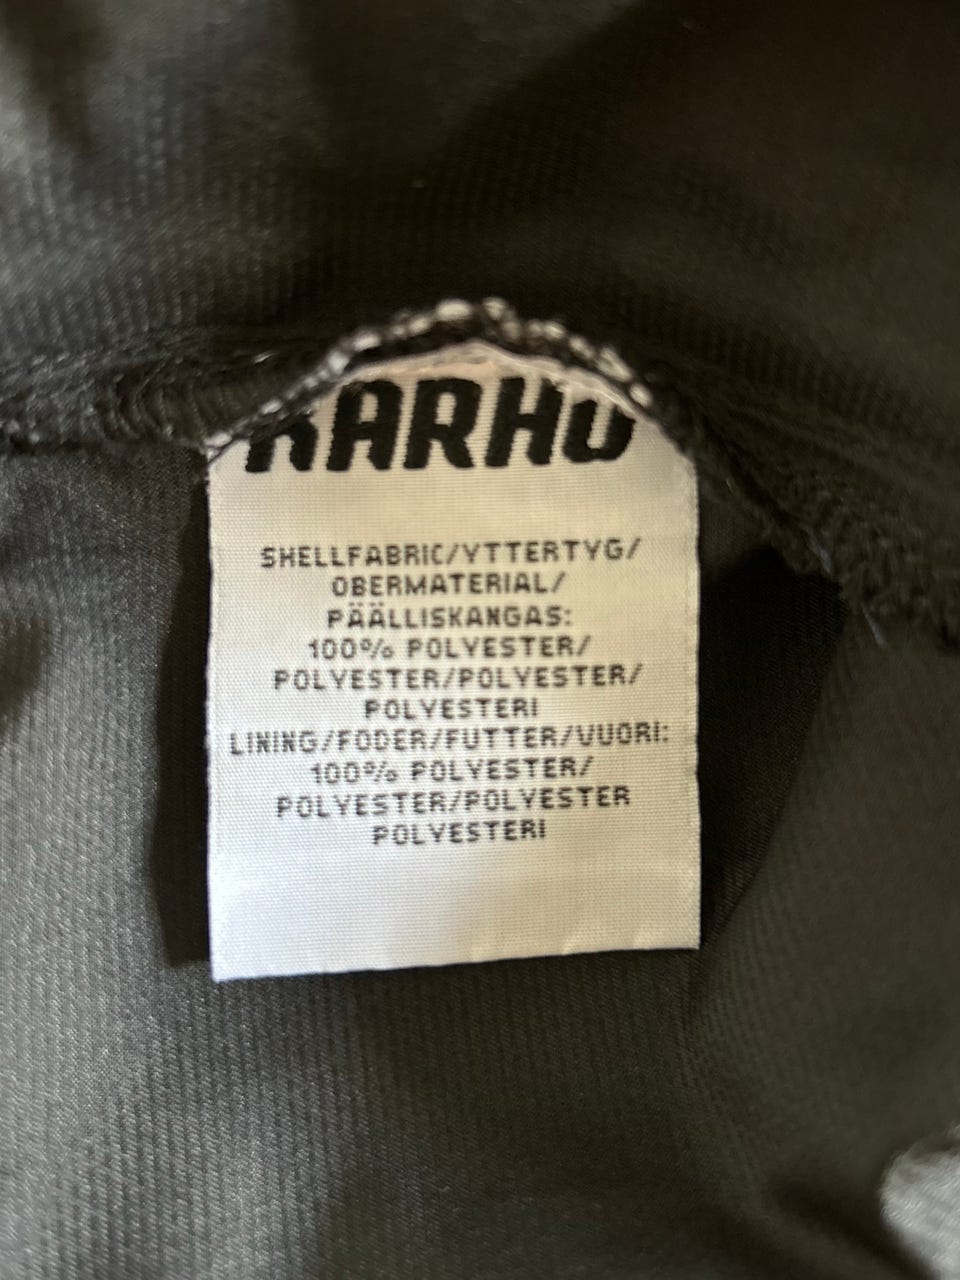 KARHU
SHELLFABRIC/YTTERTYG/
OBERMATERIAL/
PÄÄLLISKANGAS:
100% POLYESTER/
POLYESTER/POLYESTER/
POLYESTERI
LINING/FODER/FUTTER/VUORI:
100% POLYESTER/
POLYESTER/POLYESTER
POLYESTERI